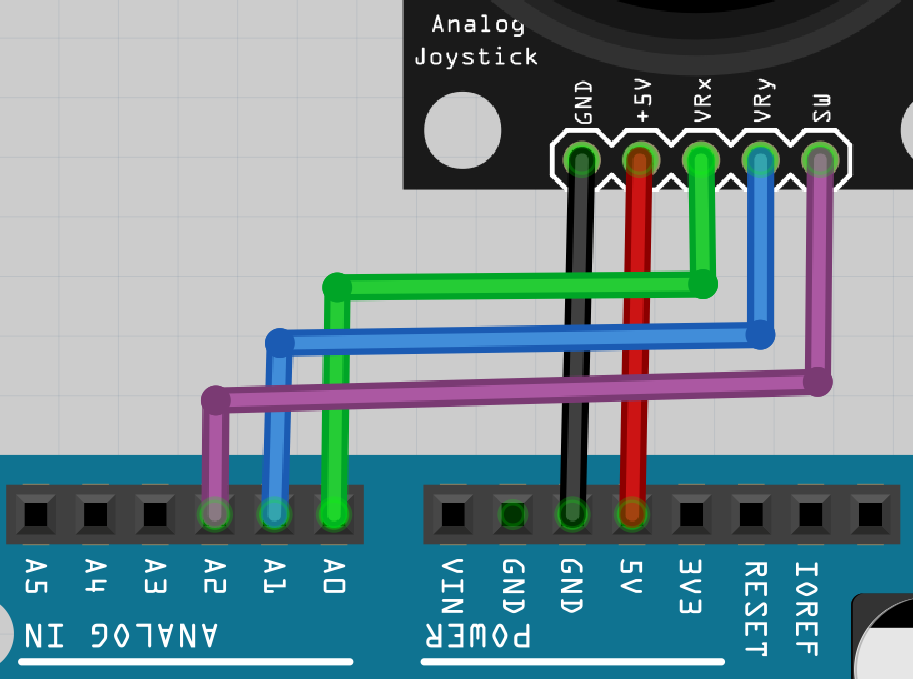 Analog
Joystick
GND
+5V
VRx
VRy
SW
A5
A4
A3
A2
A1
A0
VIN
GND
GND
5V
3V3
RESET
IOREF
ANALOG IN
POWER